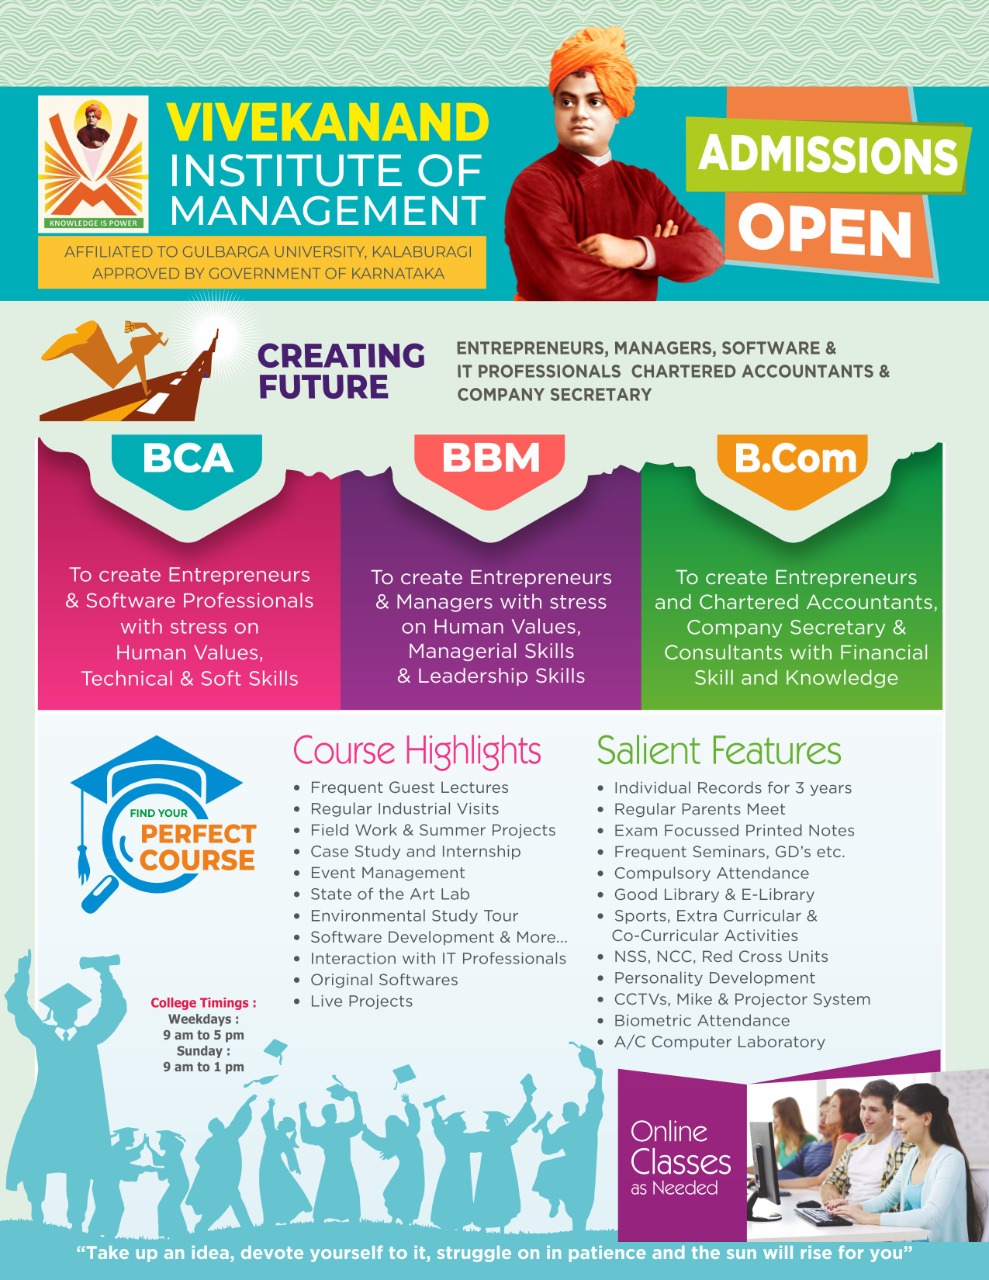 KNOWLEDGE IS POWER
VIVEKANAND
INSTITUTE OF
MANAGEMENT
AFFILIATED TO GULBARGA UNIVERSITY, KALABURAGI
APPROVED BY GOVERNMENT OF KARNATAKA
ADMISSIONS
OPEN
CREATING
FUTURE
ENTREPRENEURS, MANAGERS, SOFTWARE &
IT PROFESSIONALS CHARTERED ACCOUNTANTS &
COMPANY SECRETARY
BCA
To create Entrepreneurs
& Software Professionals
with stress on
Human Values,
Technical & Soft Skills
BBM
To create Entrepreneurs
& Managers with stress
on Human Values,
Managerial Skills
& Leadership Skills
B.Com
To create Entrepreneurs
and Chartered Accountants,
Company Secretary &
Consultants with Financial
Skill and Knowledge
FIND YOUR
PERFECT
COURSE
College Timings :
Weekdays :
9 am to 5 pm
Sunday :
9 am to 1 pm
Course Highlights
• Frequent Guest Lectures
• Regular Industrial Visits
• Field Work & Summer Projects
• Case Study and Internship
• Event Management
• State of the Art Lab
• Environmental Study Tour
• Software Development & More...
• Interaction with IT Professionals
• Original Softwares
• Live Projects
Salient Features
• Individual Records for 3 years
• Regular Parents Meet
• Exam Focussed Printed Notes
• Frequent Seminars, GD's etc.
• Compulsory Attendance
• Good Library & E-Library
• Sports, Extra Curricular &
Co-Curricular Activities
• NSS, NCC, Red Cross Units
• Personality Development
• CCTVs, Mike & Projector System
• Biometric Attendance
• A/C Computer Laboratory
Online
Classes
as Needed
“Take up an idea, devote yourself to it, struggle on in patience and the sun will rise for you”